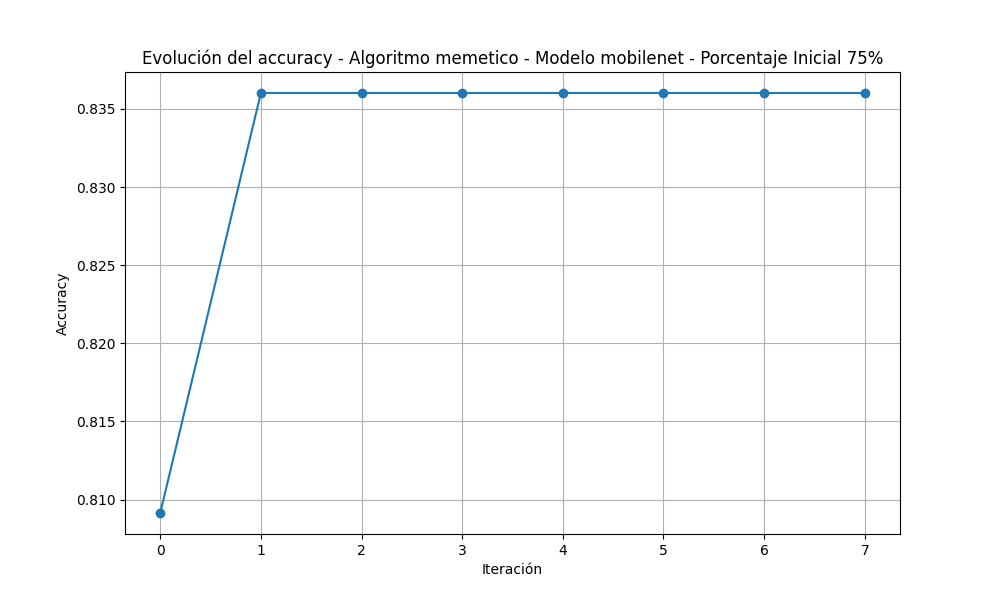 Evolución del accuracy - Algoritmo memetico - Modelo mobilenet - Porcentaje Inicial 75%
Accuracy
0.835
0.830
0.825
0.820
0.815
0.810
0 1 2 3 4 5 6 7
Iteración